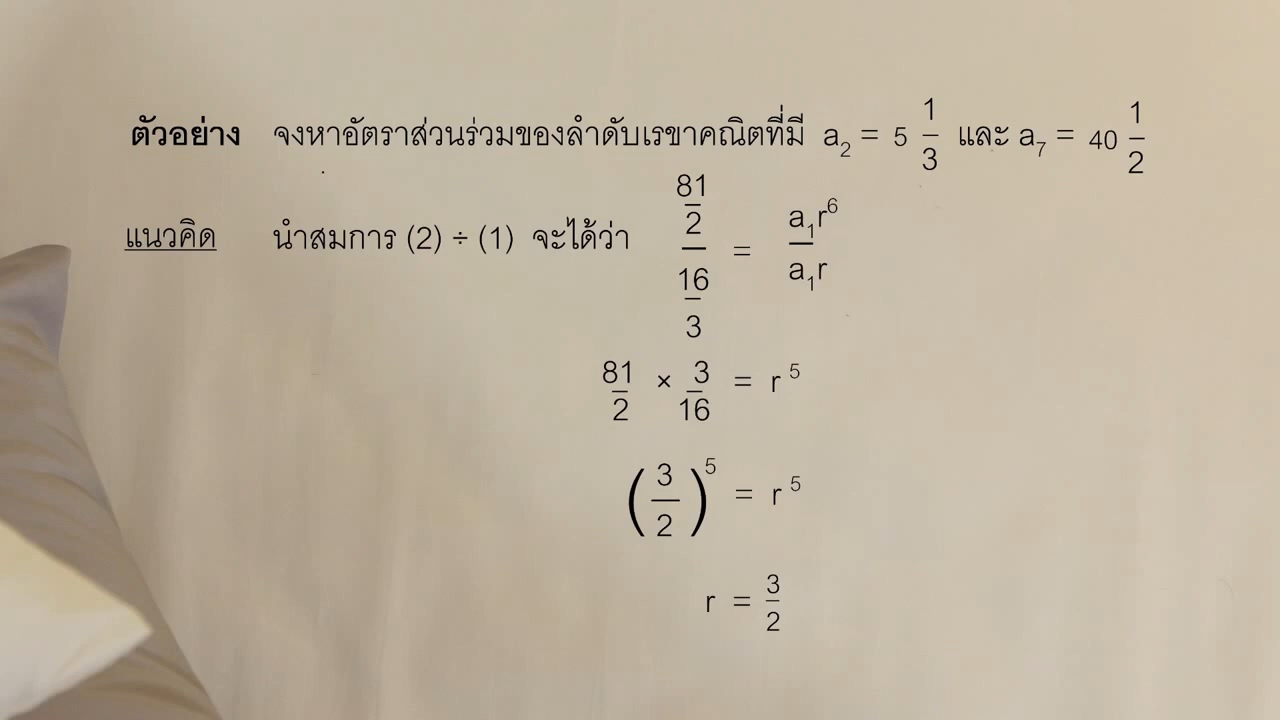 ตัวอย่าง จงหาอัตราส่วนร่วมของลำดับเรขาคณิตที่มี a₂ = 5 1/3 และ a₇ = 40 1/2
แนวคิด นำสมการ (2) ÷ (1) จะได้ว่า (81/2)/(16/3) = a₁r⁶/a₁r
81/2 × 3/16 = r⁵
(3/2)⁵ = r⁵
r = 3/2